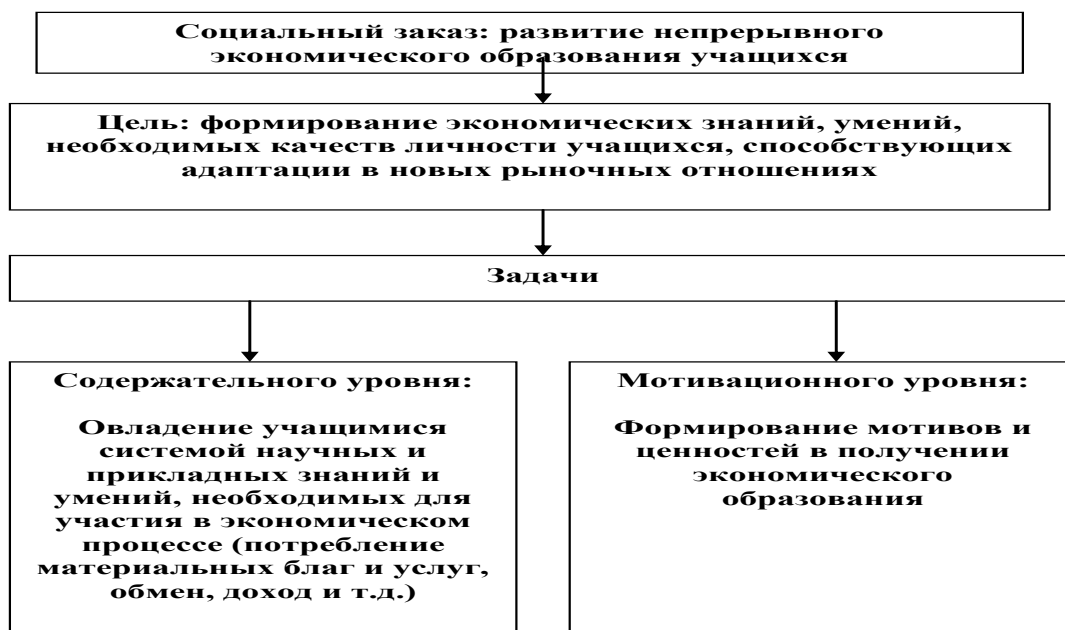 Социальный заказ: развитие непрерывного
экономического образования учащихся
Цель: формирование экономических знаний, умений,
необходимых качеств личности учащихся, способствующих
адаптации в новых рыночных отношениях
Задачи
Содержательного уровня:
Овладение учащимися
системой научных и
прикладных знаний и
умений, необходимых для
участия в экономическом
процессе (потребление
материальных благ и услуг,
обмен, доход и т.д.)
Мотивационного уровня:
Формирование мотивов и
ценностей в получении
экономического
образования